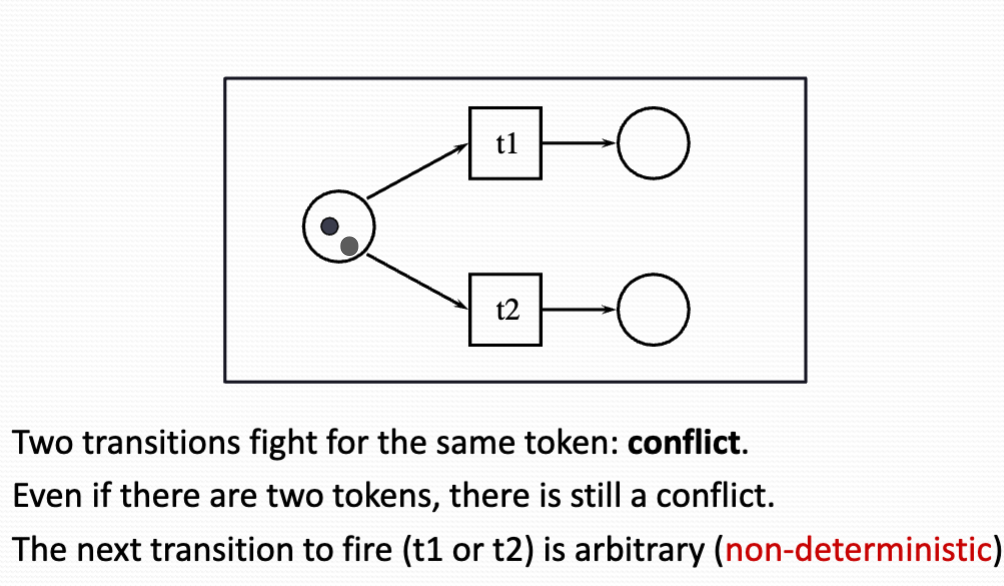 t1
t2
Two transitions fight for the same token: conflict.
Even if there are two tokens, there is still a conflict.
The next transition to fire (t1 or t2) is arbitrary (non-deterministic)